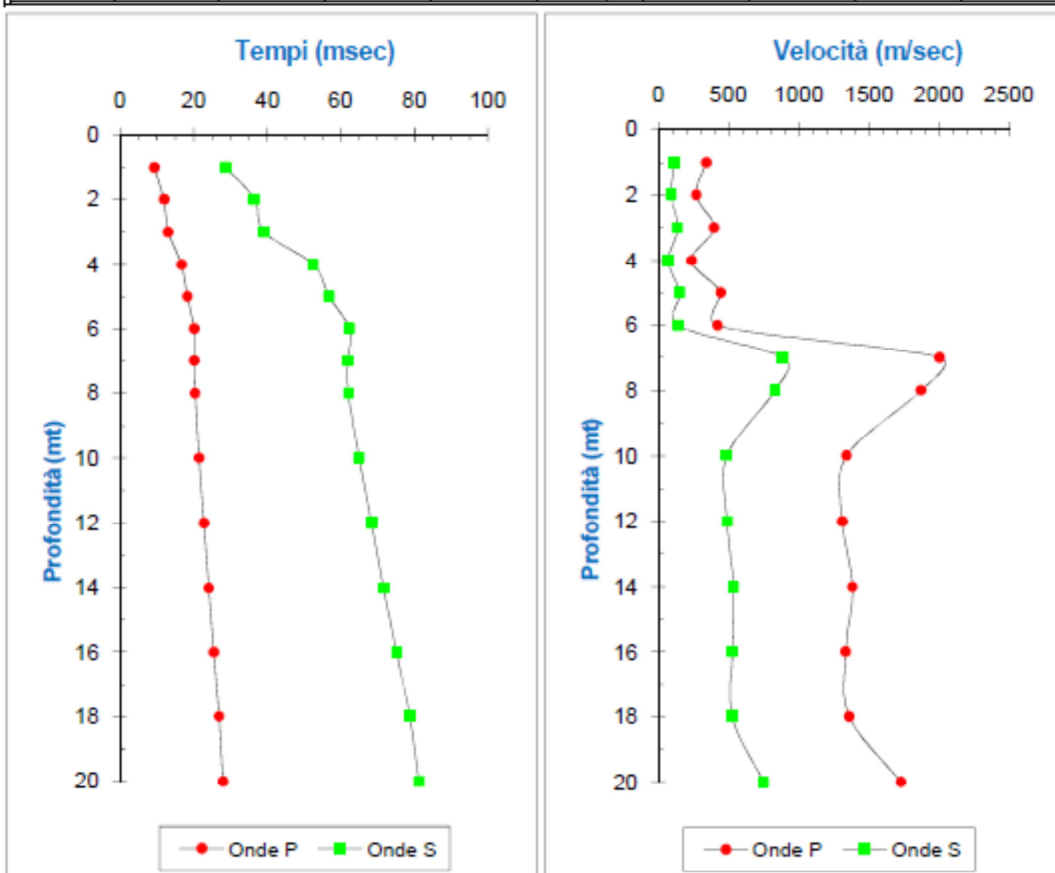 Tempi (msec)
0 20 40 60 80 100
0
2
4
6
8
10
12
14
16
18
20
Profondità (mt)
Onde P Onde S
Velocità (m/sec)
0 500 1000 1500 2000 2500
0
2
4
6
8
10
12
14
16
18
20
Profondità (mt)
Onde P Onde S